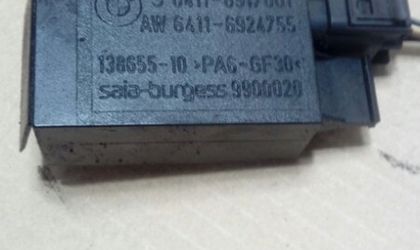 AW 6411-6924755
138655-10 >PA6-GF30<
saia-burgess 9900020